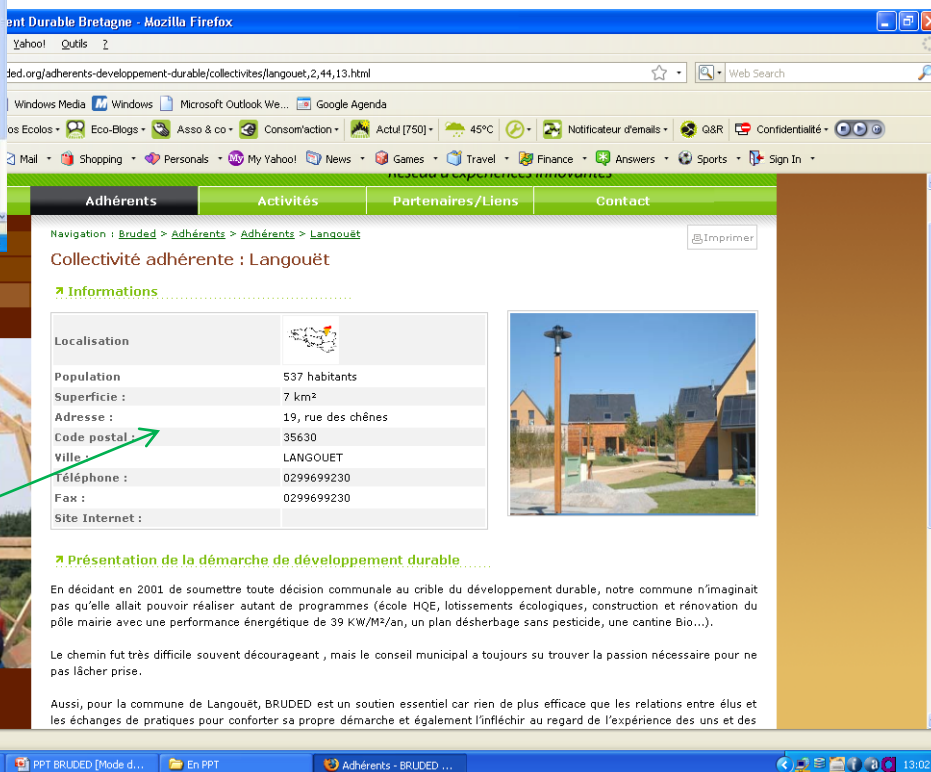 ent Durable Bretagne - Mozilla Firefox
Yahoo! Outils ?
ded.org/adherents-developpement-durable/collectivites/langouet,2,44,13.html Web Search
Windows Media Windows Microsoft Outlook We... Google Agenda
os Ecolos Eco-Blogs Asso & co Consom'action Actu! [750] 45°C Notificateur d'emails Q&R Confidentialité
Mail Shopping Personals My Yahoo! News Games Travel Finance Answers Sports Sign In
Réseau d'expériences innovantes
Adhérents Activités Partenaires/Liens Contact
Navigation : Bruded > Adhérents > Adhérents > Langouët
Imprimer
Collectivité adhérente : Langouët
Informations
Localisation
Population 537 habitants
Superficie : 7 km²
Adresse : 19, rue des chênes
Code postal : 35630
Ville : LANGOUET
Téléphone : 0299699230
Fax : 0299699230
Site Internet :
Présentation de la démarche de développement durable
En décidant en 2001 de soumettre toute décision communale au crible du développement durable, notre commune n'imaginait
pas qu'elle allait pouvoir réaliser autant de programmes (école HQE, lotissements écologiques, construction et rénovation du
pôle mairie avec une performance énergétique de 39 KW/M²/an, un plan désherbage sans pesticide, une cantine Bio...).
Le chemin fut très difficile souvent décourageant , mais le conseil municipal a toujours su trouver la passion nécessaire pour ne
pas lâcher prise.
Aussi, pour la commune de Langouët, BRUDED est un soutien essentiel car rien de plus efficace que les relations entre élus et
les échanges de pratiques pour conforter sa propre démarche et également l'infléchir au regard de l'expérience des uns et des
PPT BRUDED [Mode d... En PPT Adhérents - BRUDED ... 13:02